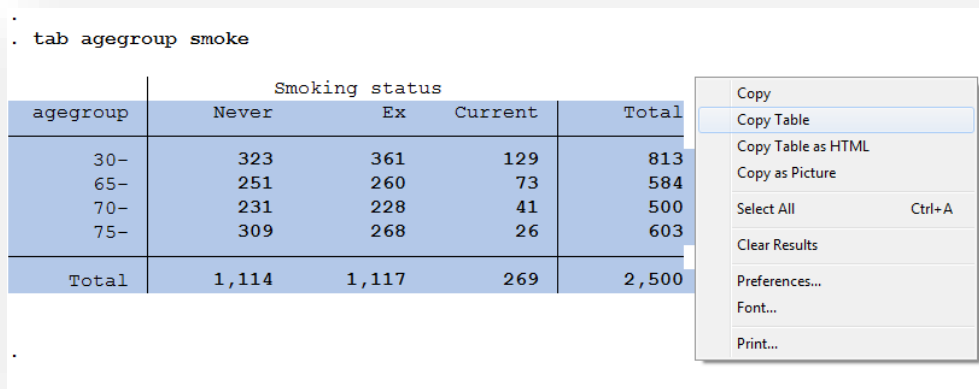 .
. tab agegroup smoke
Smoking status
agegroup Never Ex Current Total
30- 323 361 129 813
65- 251 260 73 584
70- 231 228 41 500
75- 309 268 26 603
Total 1,114 1,117 269 2,500
.
Copy
Copy Table
Copy Table as HTML
Copy as Picture
Select All Ctrl+A
Clear Results
Preferences...
Font...
Print...